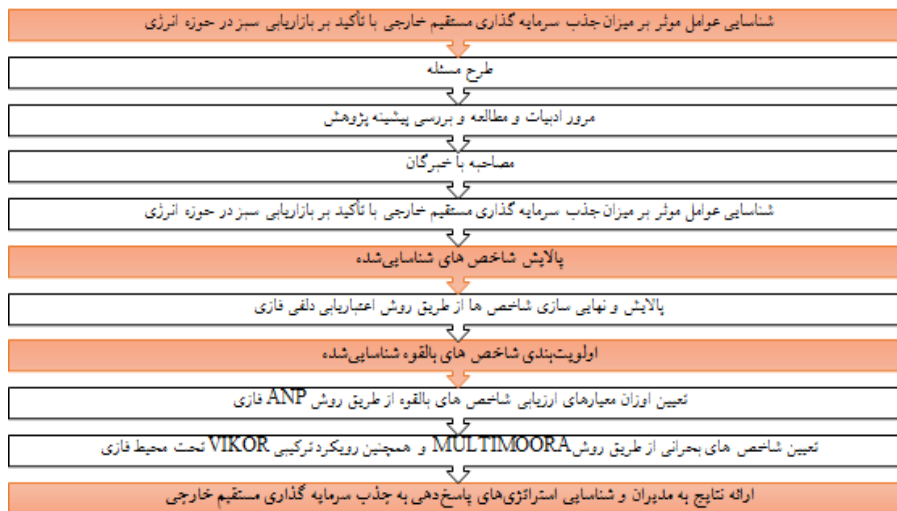 شناسایی عوامل موثر بر میزان جذب سرمایه گذاری مستقیم خارجی با تأکید بر بازاریابی سبز در حوزه انرژی
طرح مسئله
مرور ادبیات و مطالعه و بررسی پیشینه پژوهش
مصاحبه با خبرگان
شناسایی عوامل موثر بر میزان جذب سرمایه گذاری مستقیم خارجی با تأکید بر بازاریابی سبز در حوزه انرژی
پالایش شاخص های شناسایی‌شده
پالایش و نهایی سازی شاخص ها از طریق روش اعتباریابی دلفی فازی
اولویت‌بندی شاخص های بالقوه شناسایی‌شده
تعیین اوزان معیارهای ارزیابی شاخص های بالقوه از طریق روش ANP فازی
تعیین شاخص های بحرانی از طریق روش MULTIMOORA و همچنین رویکرد ترکیبی VIKOR تحت محیط فازی
ارائه نتایج به مدیران و شناسایی استراتژی‌های پاسخ‌دهی به جذب سرمایه گذاری مستقیم خارجی